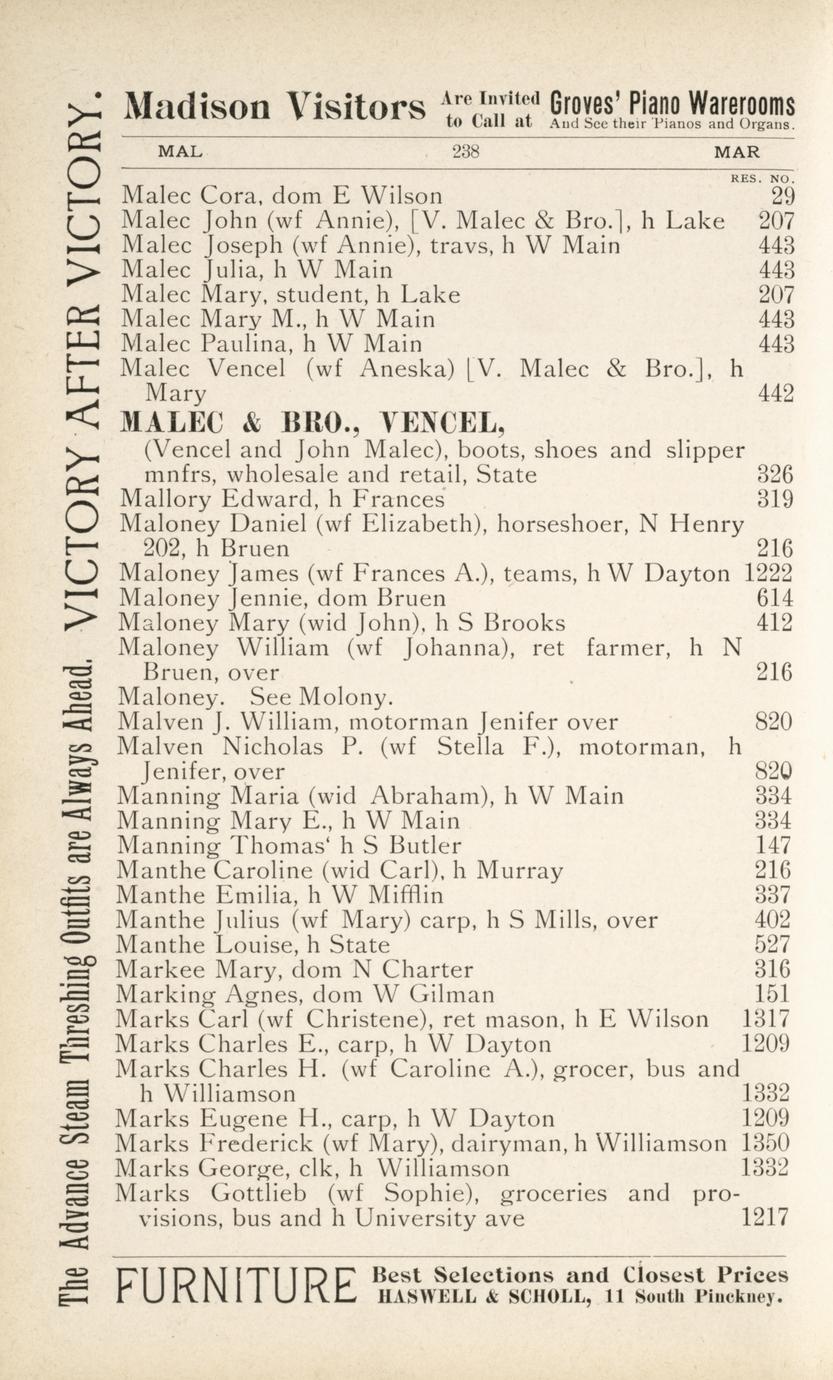 Madison Visitors Are Invited to Call at Groves' Piano Warerooms
And See their Pianos and Organs.
MAL 238 MAR
RES. NO.
Malec Cora, dom E Wilson 29
Malec John (wf Annie), [V. Malec & Bro.], h Lake 207
Malec Joseph (wf Annie), travs, h W Main 443
Malec Julia, h W Main 443
Malec Mary, student, h Lake 207
Malec Mary M., h W Main 443
Malec Paulina, h W Main 443
Malec Vencel (wf Aneska) [V. Malec & Bro.], h
Mary 442
MALEC & BRO., VENCEL,
(Vencel and John Malec), boots, shoes and slipper
mnfrs, wholesale and retail, State 326
Mallory Edward, h Frances 319
Maloney Daniel (wf Elizabeth), horseshoer, N Henry
202, h Bruen 216
Maloney James (wf Frances A.), teams, h W Dayton 1222
Maloney Jennie, dom Bruen 614
Maloney Mary (wid John), h S Brooks 412
Maloney William (wf Johanna), ret farmer, h N
Bruen, over 216
Maloney. See Molony.
Malven J. William, motorman Jenifer over 820
Malven Nicholas P. (wf Stella F.), motorman, h
Jenifer, over 820
Manning Maria (wid Abraham), h W Main 334
Manning Mary E., h W Main 334
Manning Thomas‘ h S Butler 147
Manthe Caroline (wid Carl), h Murray 216
Manthe Emilia, h W Mifflin 337
Manthe Julius (wf Mary) carp, h S Mills, over 402
Manthe Louise, h State 527
Markee Mary, dom N Charter 316
Marking Agnes, dom W Gilman 151
Marks Carl (wf Christene), ret mason, h E Wilson 1317
Marks Charles E., carp, h W Dayton 1209
Marks Charles H. (wf Caroline A.), grocer, bus and
h Williamson 1332
Marks Eugene H., carp, h W Dayton 1209
Marks Frederick (wf Mary), dairyman, h Williamson 1350
Marks George, clk, h Williamson 1332
Marks Gottlieb (wf Sophie), groceries and pro-
visions, bus and h University ave 1217
FURNITURE Best Selections and Closest Prices
HASWELL & SCHOLL, 11 South Pinckney.
The Advance Steam Threshing Outfits are Always Ahead. VICTORY AFTER VICTORY.